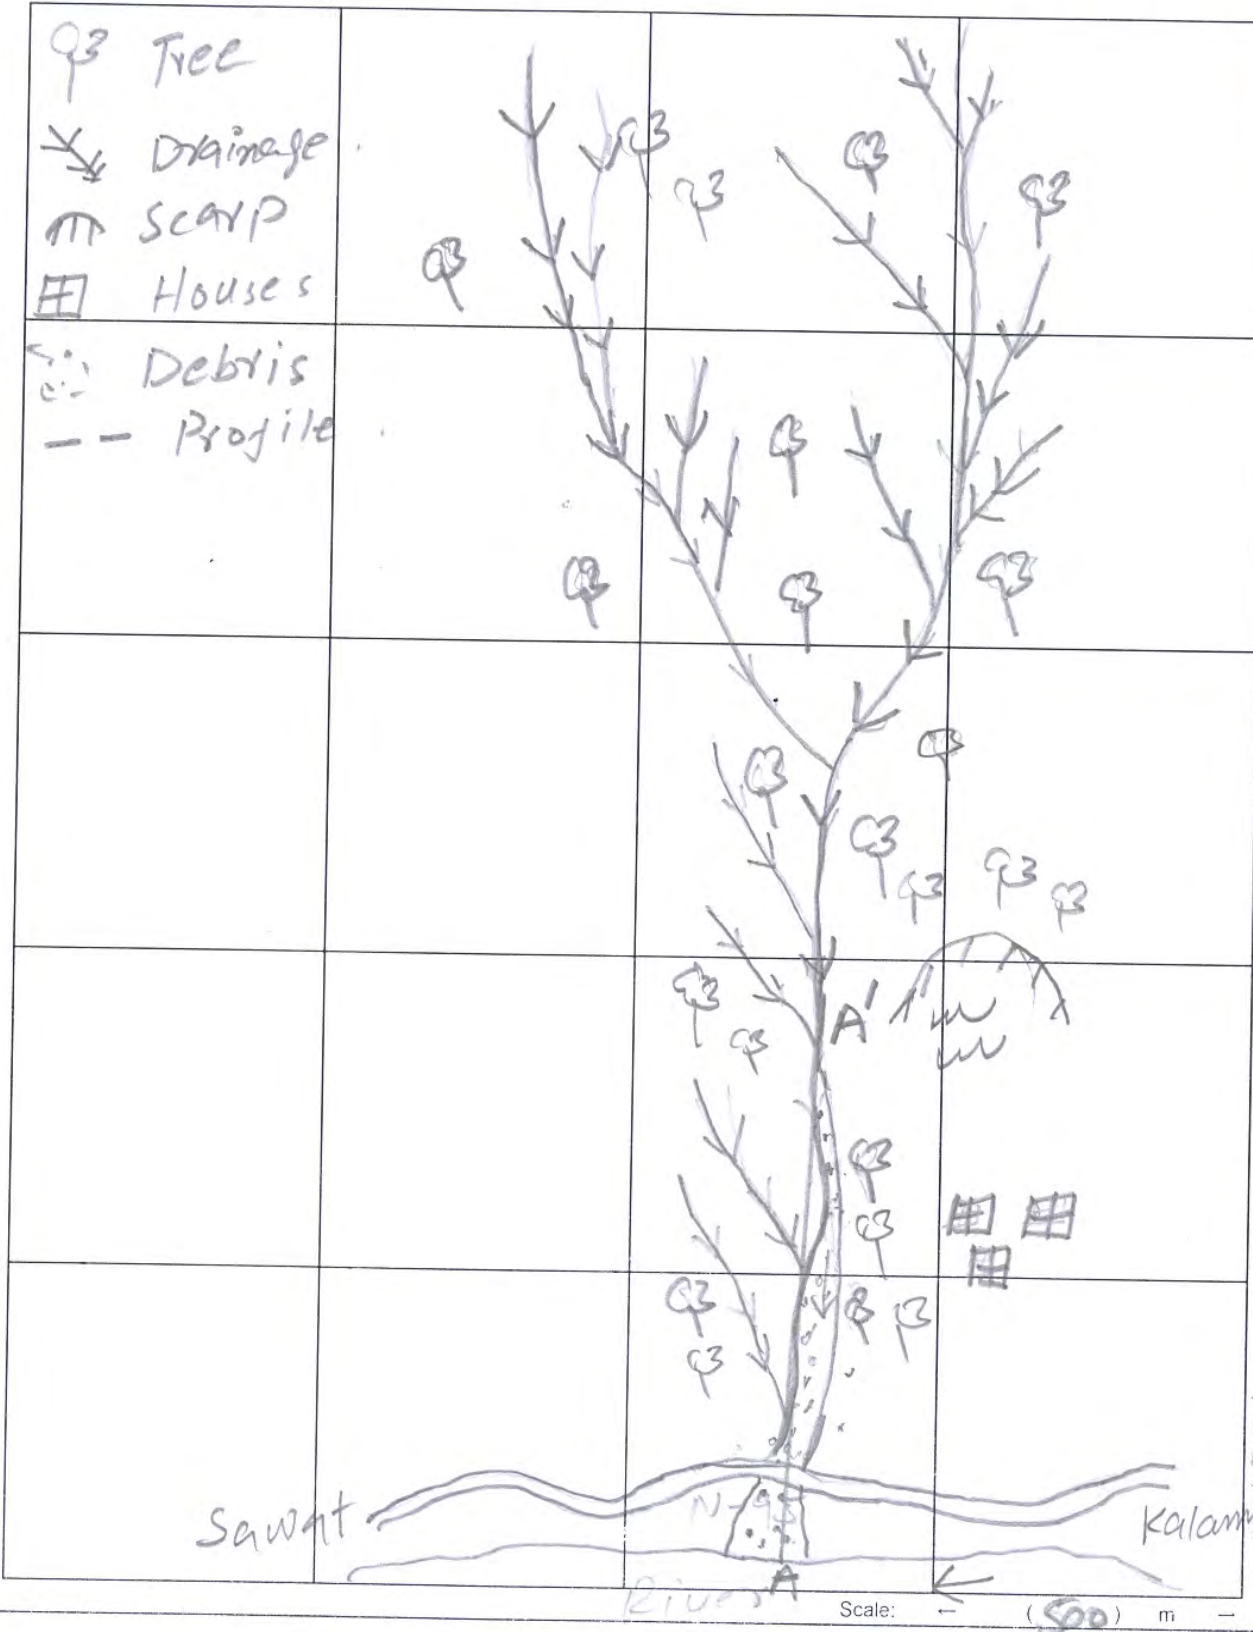 Tree
Drainage
Scarp
Houses
Debris
Profile
A'
Sawat
N-95
Kalam
River
A
Scale: ← (500) m →